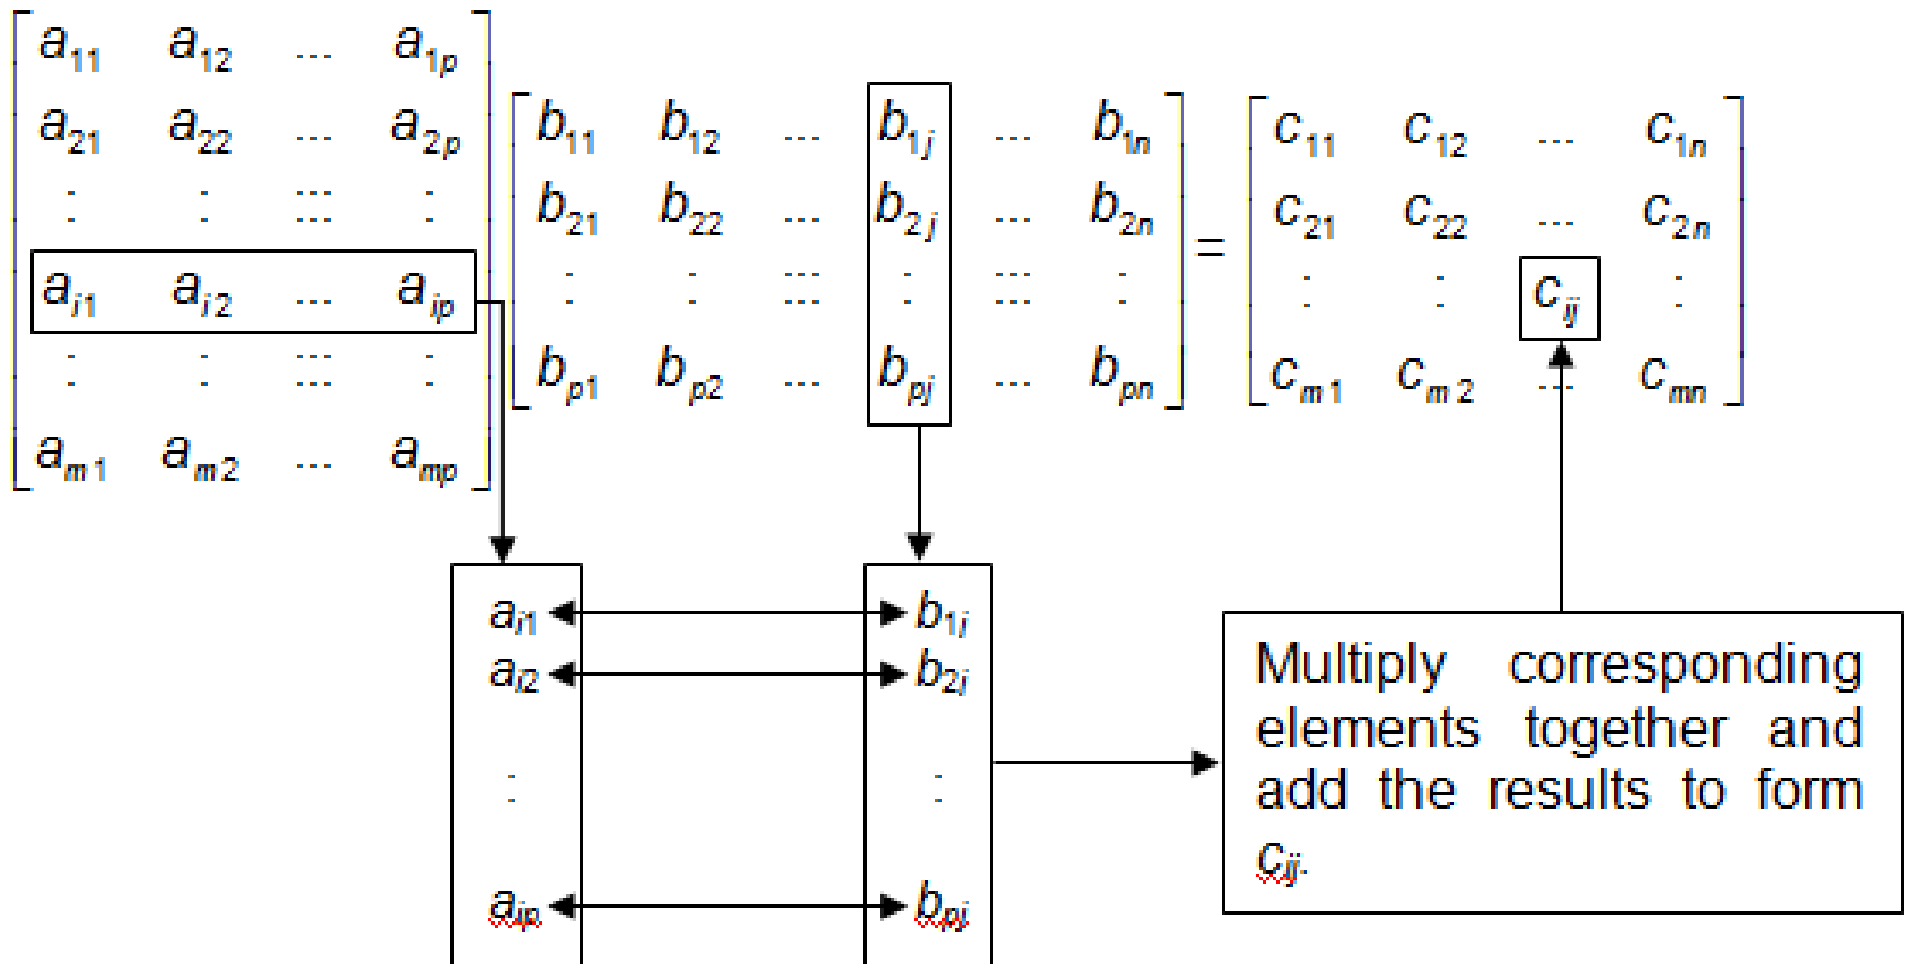 a11 a12 ... a1p
a21 a22 ... a2p
: : ... :
ai1 ai2 ... aip
: : ... :
am1 am2 ... amp
b11 b12 ... b1j ... b1n
b21 b22 ... b2j ... b2n
: : ... : ... :
bp1 bp2 ... bpj ... bpn
=
c11 c12 ... c1n
c21 c22 ... c2n
: : cij :
cm1 cm2 ... cmn
ai1 b1j
ai2 b2j
: :
aip bpj
Multiply corresponding
elements together and
add the results to form
cij.